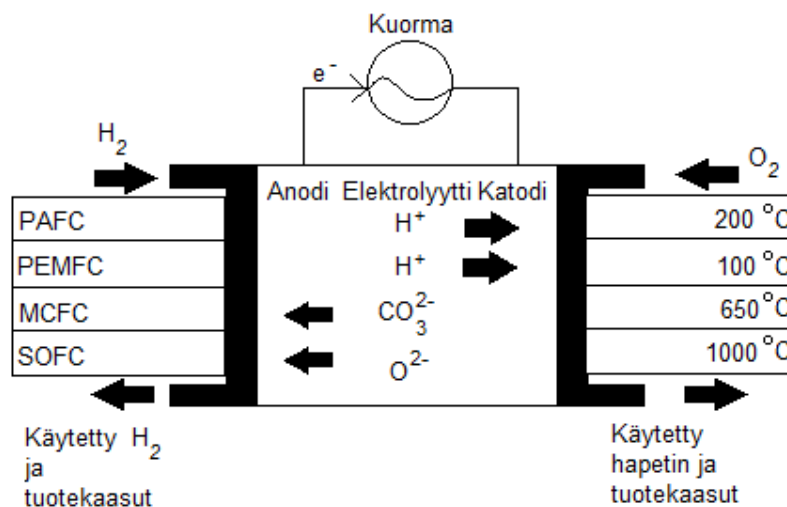 Kuorma
e⁻
H₂
O₂
Anodi Elektrolyytti Katodi
PAFC H⁺ 200 °C
PEMFC H⁺ 100 °C
MCFC CO₃²⁻ 650 °C
SOFC O²⁻ 1000 °C
Käytetty H₂
ja
tuotekaasut
Käytetty
hapetin ja
tuotekaasut